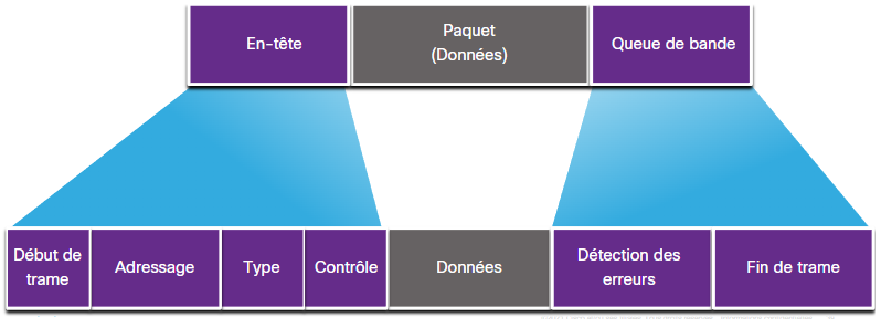 En-tête
Paquet
(Données)
Queue de bande
Début de
trame
Adressage
Type
Contrôle
Données
Détection des
erreurs
Fin de trame